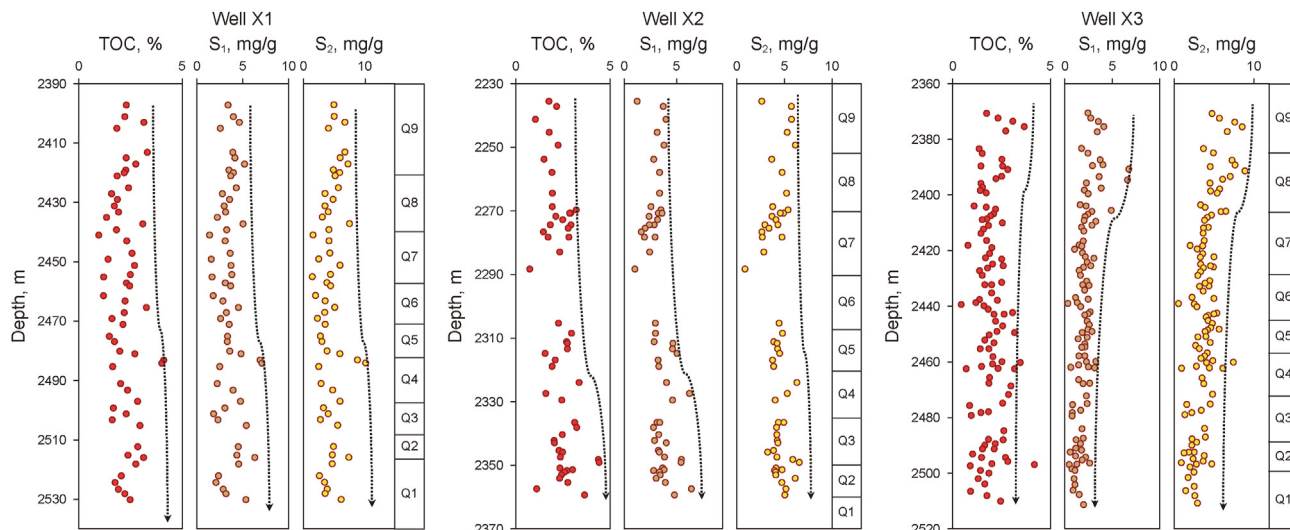 Well X1
TOC, %
S₁, mg/g
S₂, mg/g
0 5
0 5 10
0 10
Depth, m
2390
2410
2430
2450
2470
2490
2510
2530
Q9
Q8
Q7
Q6
Q5
Q4
Q3
Q2
Q1
Well X2
TOC, %
S₁, mg/g
S₂, mg/g
0 5
0 5 10
0 5 10
Depth, m
2230
2250
2270
2290
2310
2330
2350
2370
Q9
Q8
Q7
Q6
Q5
Q4
Q3
Q2
Q1
Well X3
TOC, %
S₁, mg/g
S₂, mg/g
0 5
0 5 10
0 10
Depth, m
2360
2380
2400
2420
2440
2460
2480
2500
2520
Q9
Q8
Q7
Q6
Q5
Q4
Q3
Q2
Q1